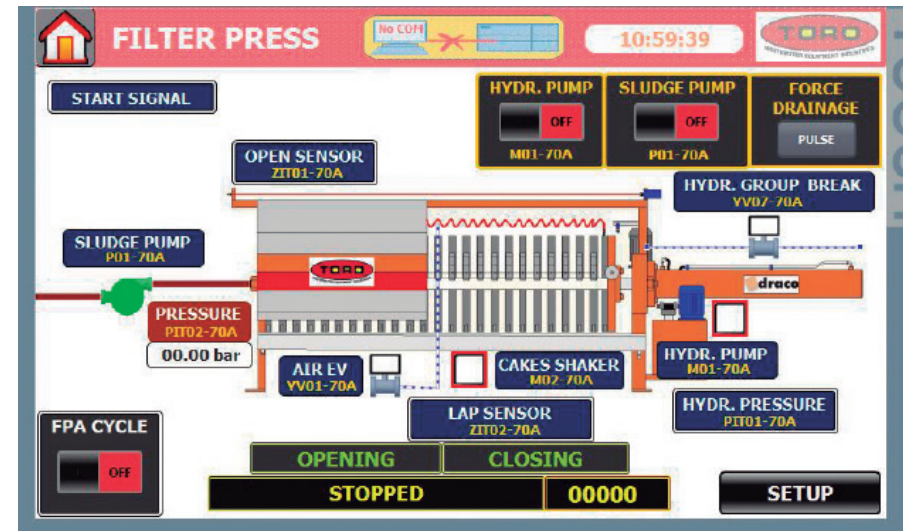 FILTER PRESS
No COM
10:59:39
TORO
START SIGNAL
HYDR. PUMP
OFF
M01-70A
SLUDGE PUMP
OFF
P01-70A
FORCE
DRAINAGE
PULSE
OPEN SENSOR
ZIT01-70A
HYDR. GROUP BREAK
YV07-70A
SLUDGE PUMP
P01-70A
TORO
draco
PRESSURE
PIT02-70A
00.00 bar
AIR EV
YV01-70A
CAKES SHAKER
M02-70A
HYDR. PUMP
M01-70A
LAP SENSOR
ZIT02-70A
HYDR. PRESSURE
PIT01-70A
FPA CYCLE
OFF
OPENING
CLOSING
STOPPED
00000
SETUP